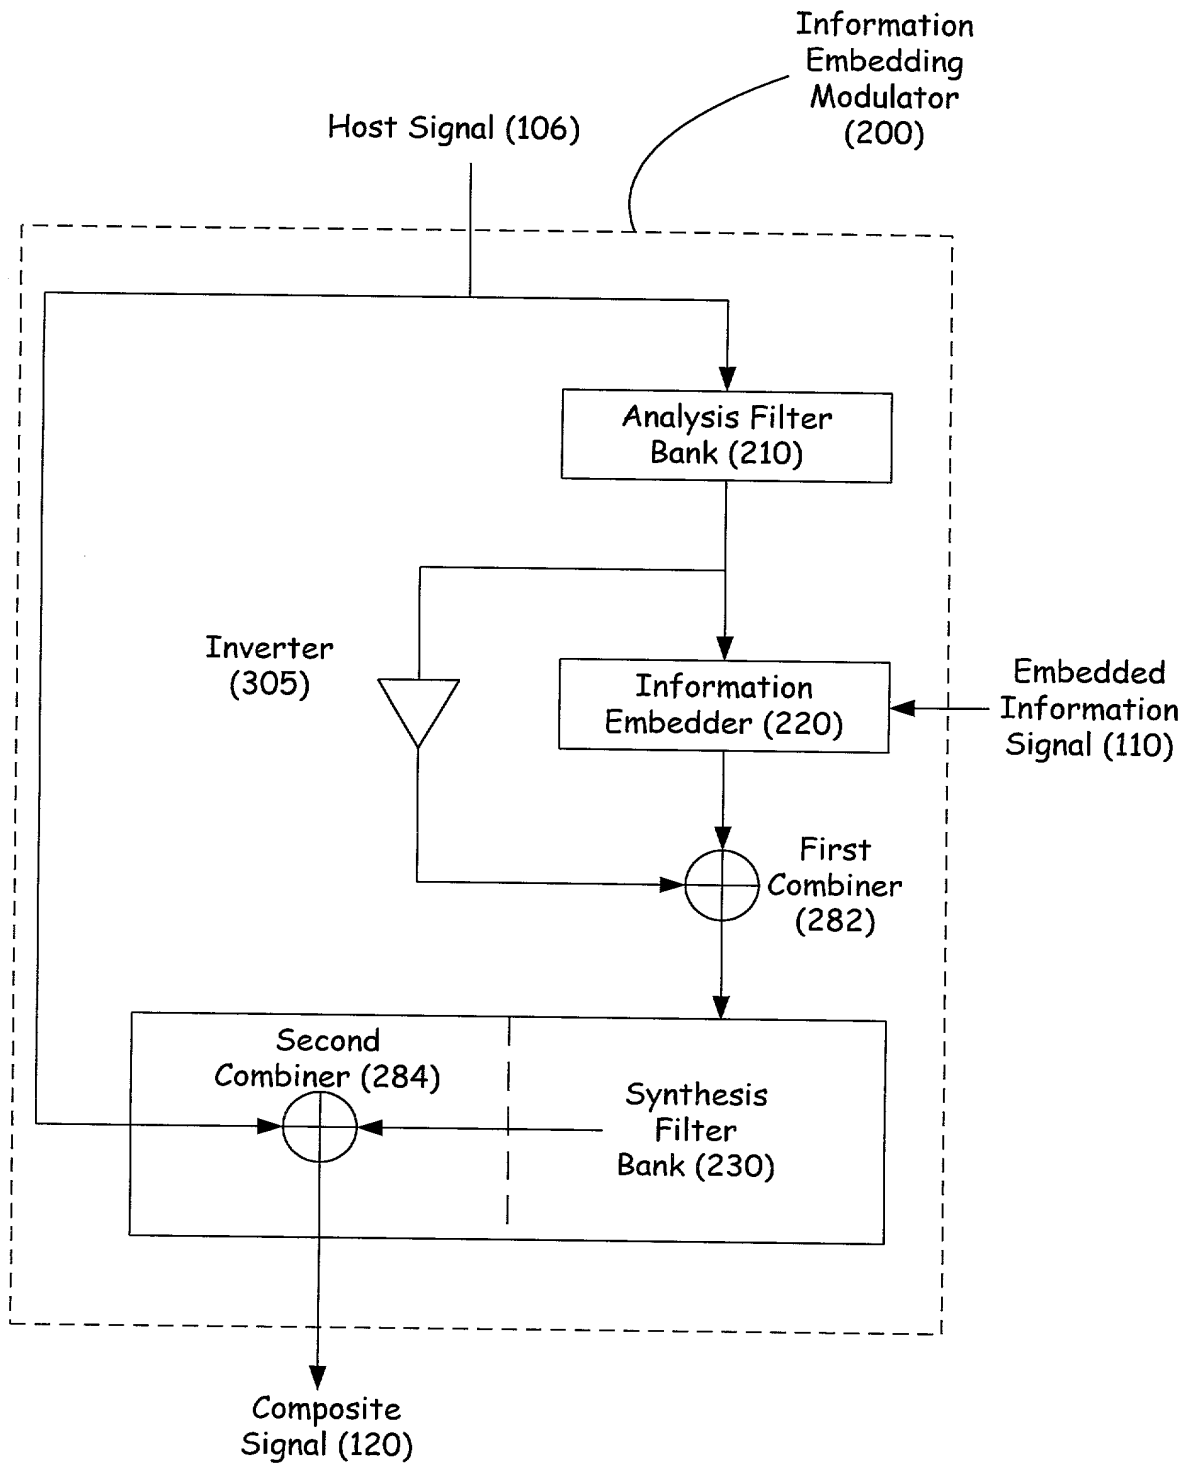 Information
Embedding
Modulator
(200)
Host Signal (106)
Analysis Filter
Bank (210)
Inverter
(305)
Information
Embedder (220)
Embedded
Information
Signal (110)
First
Combiner
(282)
Second
Combiner (284)
Synthesis
Filter
Bank (230)
Composite
Signal (120)